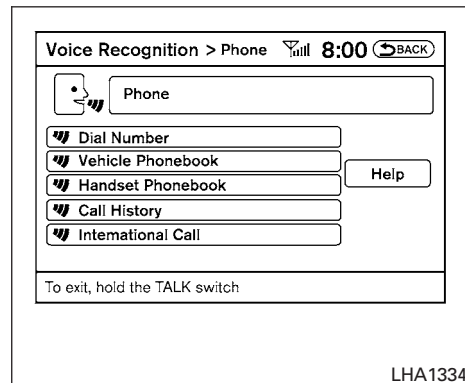 Voice Recognition > Phone 8:00 BACK
Phone
Dial Number
Vehicle Phonebook
Handset Phonebook
Help
Call History
International Call
To exit, hold the TALK switch
LHA1334